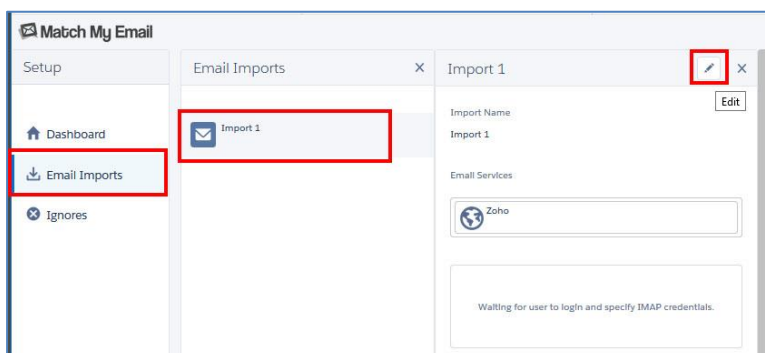 Match My Email
Setup
Email Imports
Import 1
Edit
Dashboard
Email Imports
Ignores
Import 1
Import Name
Import 1
Email Services
Zoho
Waiting for user to login and specify IMAP credentials.